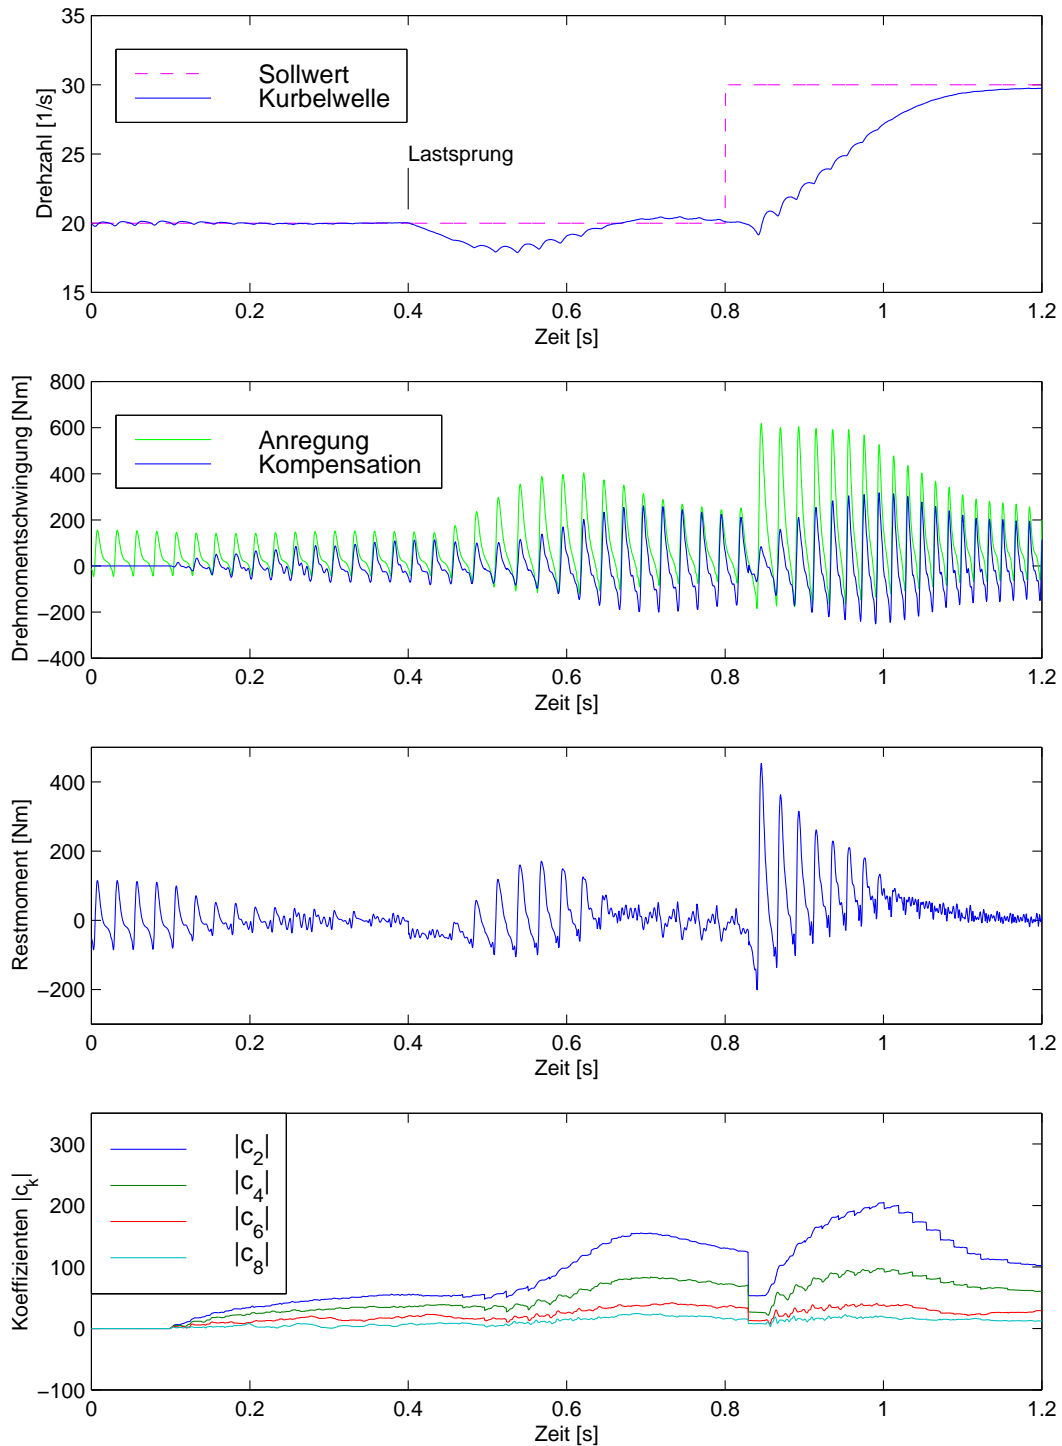 35
30
25
20
15
Drehzahl [1/s]
Sollwert
Kurbelwelle
Lastsprung
0 0.2 0.4 0.6 0.8 1 1.2
Zeit [s]
800
600
400
200
0
−200
−400
Drehmomentschwingung [Nm]
Anregung
Kompensation
0 0.2 0.4 0.6 0.8 1 1.2
Zeit [s]
400
200
0
−200
Restmoment [Nm]
0 0.2 0.4 0.6 0.8 1 1.2
Zeit [s]
300
200
100
0
−100
Koeffizienten |c_k|
|c_2|
|c_4|
|c_6|
|c_8|
0 0.2 0.4 0.6 0.8 1 1.2
Zeit [s]